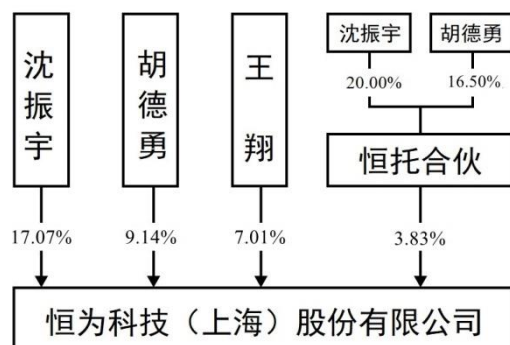 沈振宇 胡德勇
20.00% 16.50%
沈振宇
胡德勇
王翔
恒托合伙
17.07% 9.14% 7.01% 3.83%
恒为科技（上海）股份有限公司